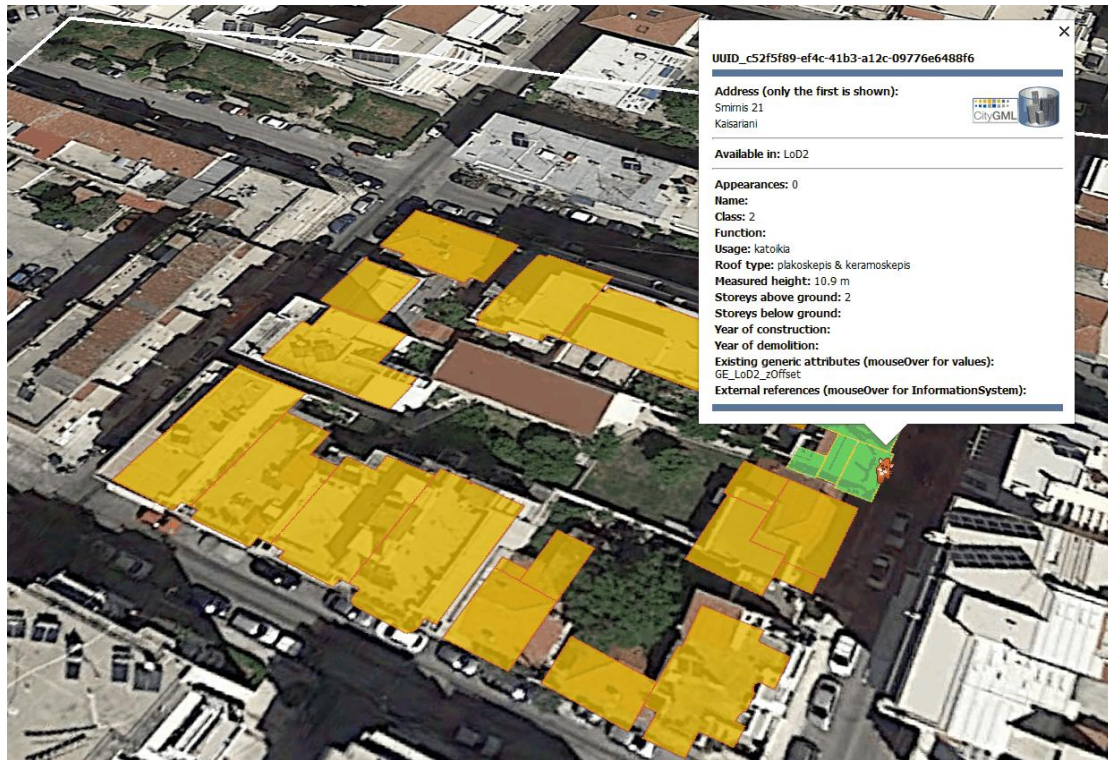 UUID_c52f5f89-ef4c-41b3-a12c-09776e6488f6
Address (only the first is shown):
Smirnis 21
Kaisariani
CityGML
Available in: LoD2
Appearances: 0
Name:
Class: 2
Function:
Usage: katoikia
Roof type: plakoskepis & keramoskepis
Measured height: 10.9 m
Storeys above ground: 2
Storeys below ground:
Year of construction:
Year of demolition:
Existing generic attributes (mouseOver for values):
GE_LoD2_zOffset
External references (mouseOver for InformationSystem):